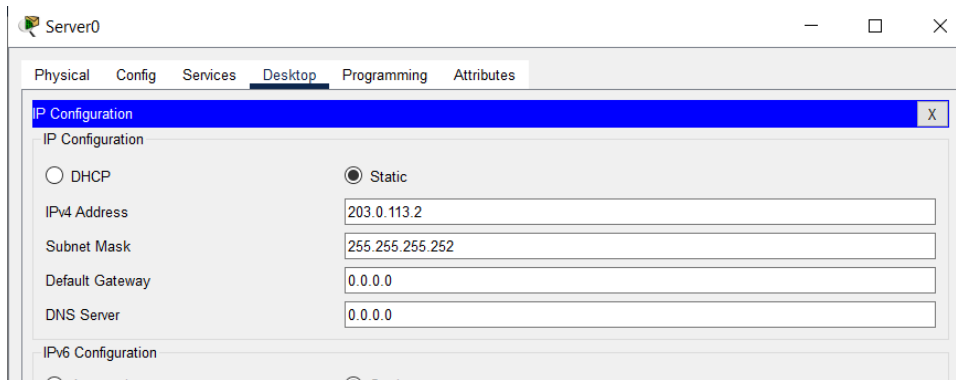 Server0
Physical Config Services Desktop Programming Attributes
IP Configuration X
IP Configuration
DHCP Static
IPv4 Address 203.0.113.2
Subnet Mask 255.255.255.252
Default Gateway 0.0.0.0
DNS Server 0.0.0.0
IPv6 Configuration